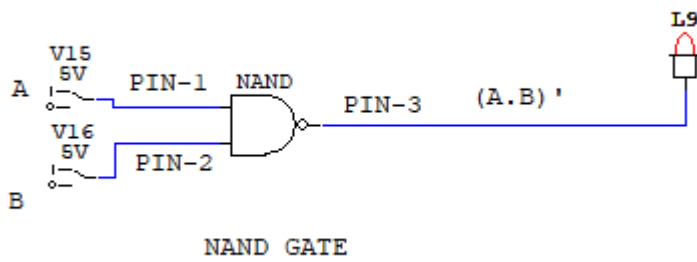 L9
V15
5V
A
PIN-1
NAND
PIN-3
(A.B)'
V16
5V
PIN-2
B
NAND GATE